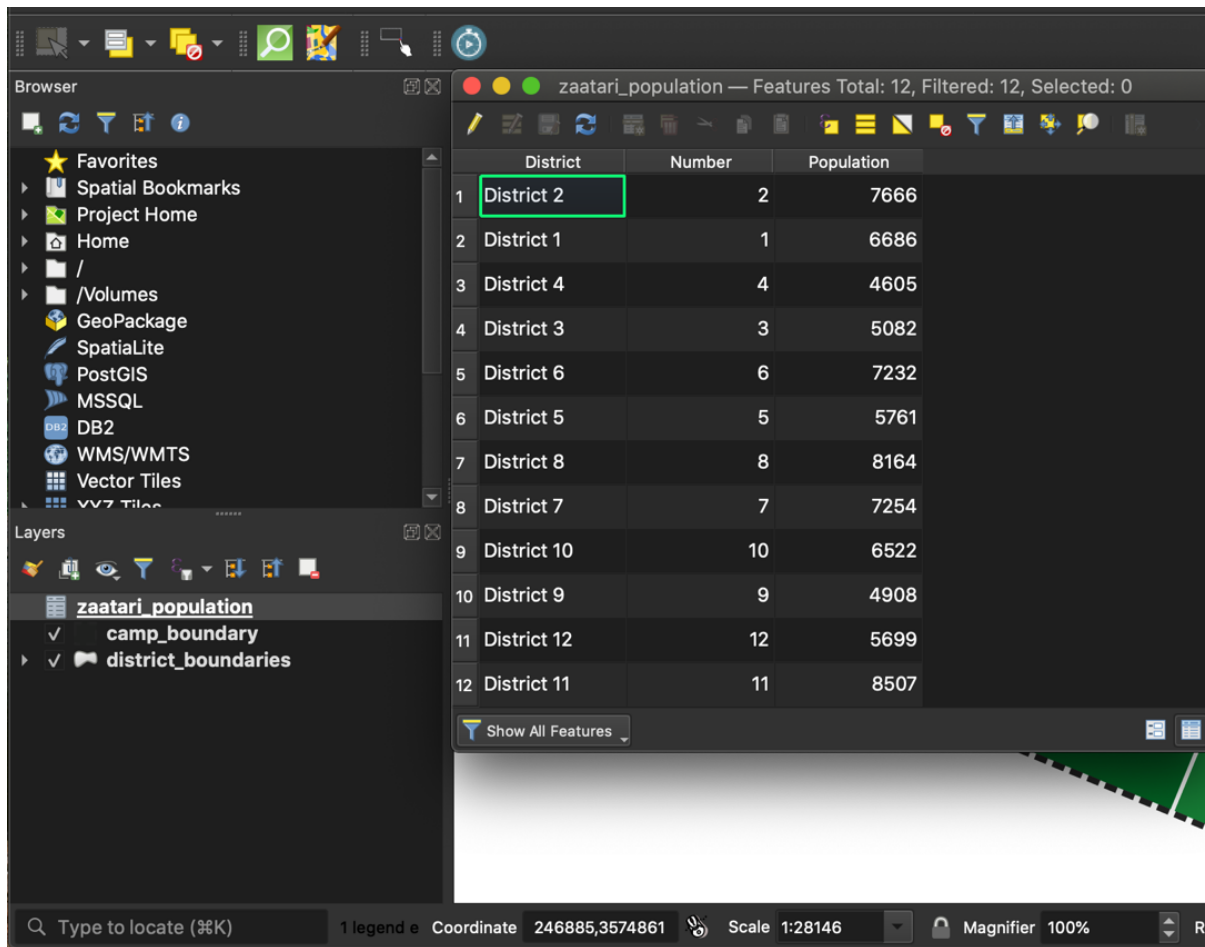 Browser
Favorites
Spatial Bookmarks
Project Home
Home
/
/Volumes
GeoPackage
SpatiaLite
PostGIS
MSSQL
DB2 DB2
WMS/WMTS
Vector Tiles
XYZ Tiles
Layers
zaatari_population
camp_boundary
district_boundaries
zaatari_population — Features Total: 12, Filtered: 12, Selected: 0
District Number Population
1 District 2 2 7666
2 District 1 1 6686
3 District 4 4 4605
4 District 3 3 5082
5 District 6 6 7232
6 District 5 5 5761
7 District 8 8 8164
8 District 7 7 7254
9 District 10 10 6522
10 District 9 9 4908
11 District 12 12 5699
12 District 11 11 8507
Show All Features
Type to locate (⌘K) 1 legend e Coordinate 246885,3574861 Scale 1:28146 Magnifier 100% R